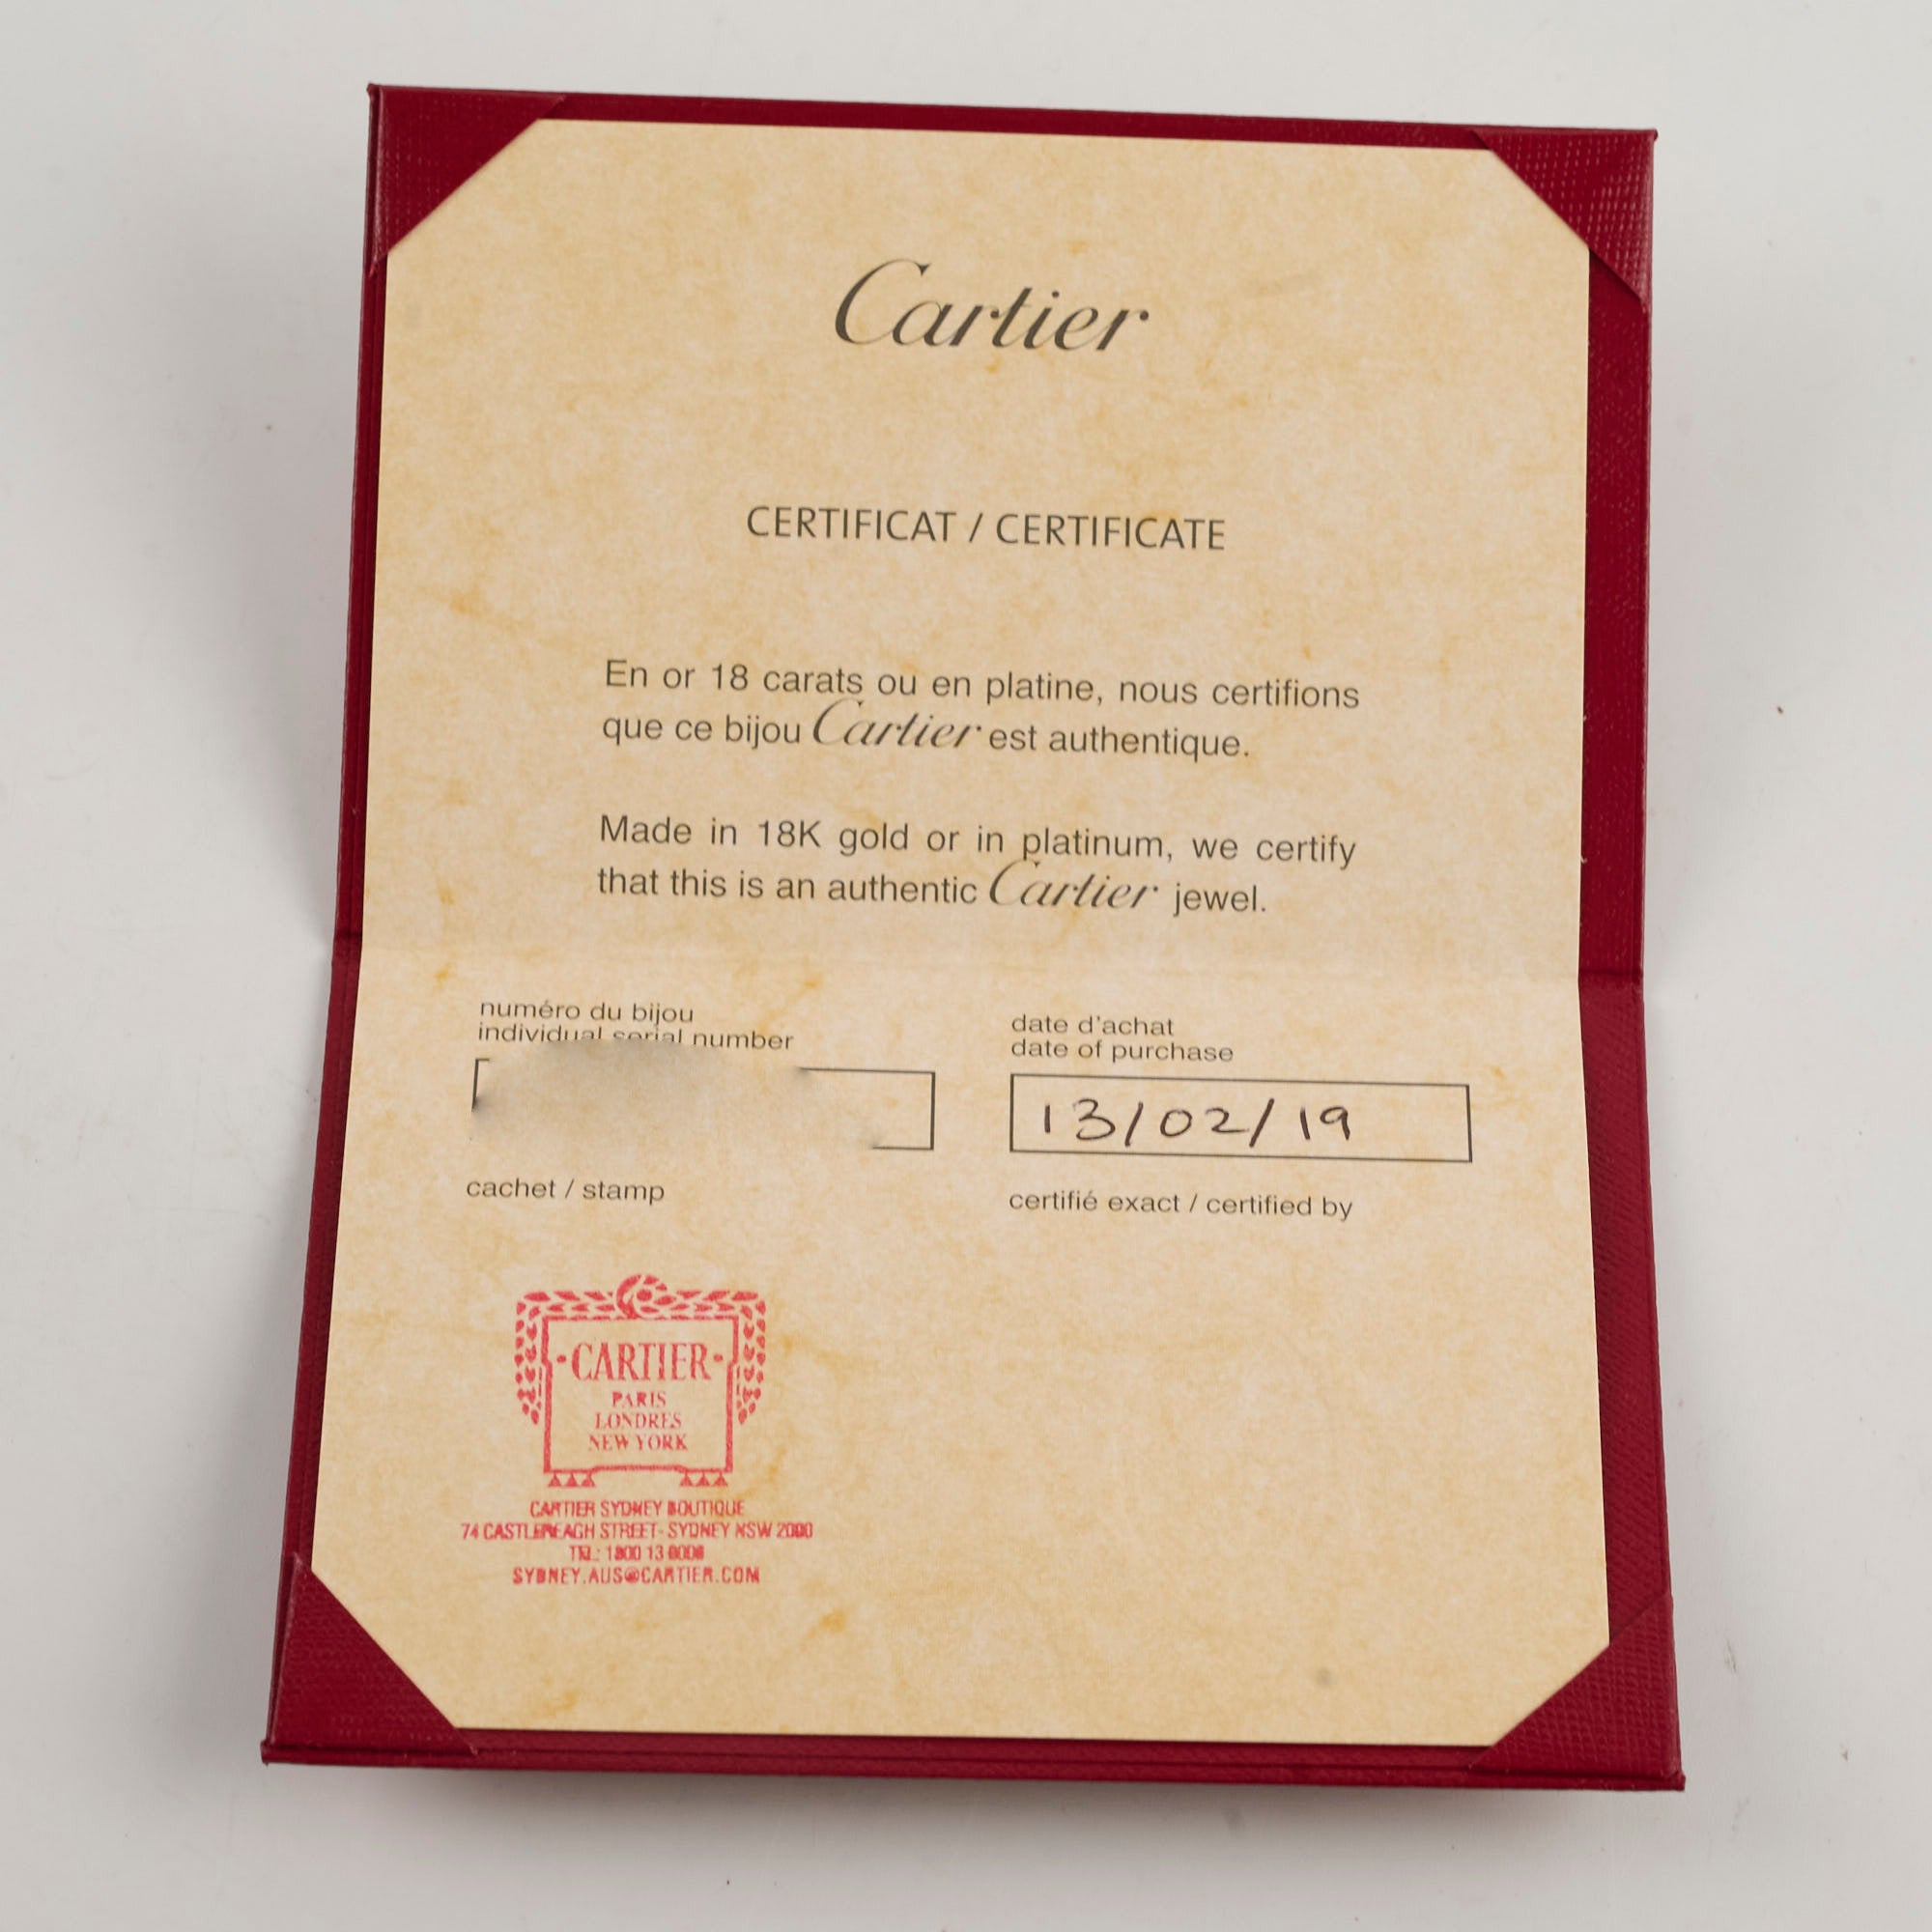 Cartier
CERTIFICAT / CERTIFICATE
En or 18 carats ou en platine, nous certifions
que ce bijou Cartier est authentique.
Made in 18K gold or in platinum, we certify
that this is an authentic Cartier jewel.
numéro du bijou
individual serial number
date d'achat
date of purchase
13/02/19
cachet / stamp
certifié exact / certified by
CARTIER
PARIS
LONDRES
NEW YORK
CARTIER SYDNEY BOUTIQUE
74 CASTLEREAGH STREET - SYDNEY NSW 2000
TEL.: 1800 13 0000
SYDNEY.AUS@CARTIER.COM